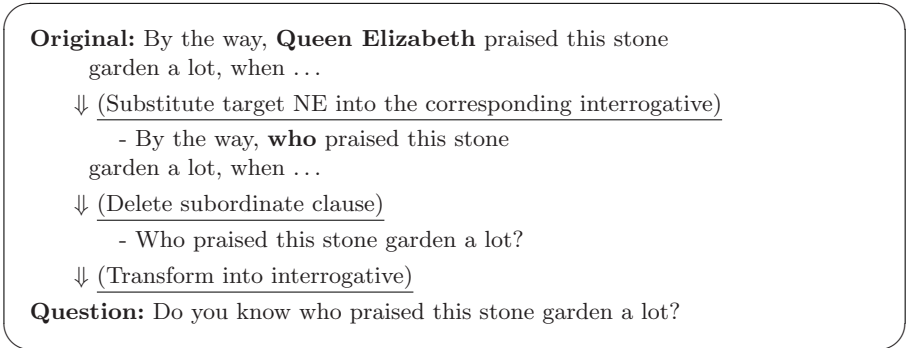 Original: By the way, Queen Elizabeth praised this stone
garden a lot, when ...
⇓ (Substitute target NE into the corresponding interrogative)
- By the way, who praised this stone
garden a lot, when ...
⇓ (Delete subordinate clause)
- Who praised this stone garden a lot?
⇓ (Transform into interrogative)
Question: Do you know who praised this stone garden a lot?